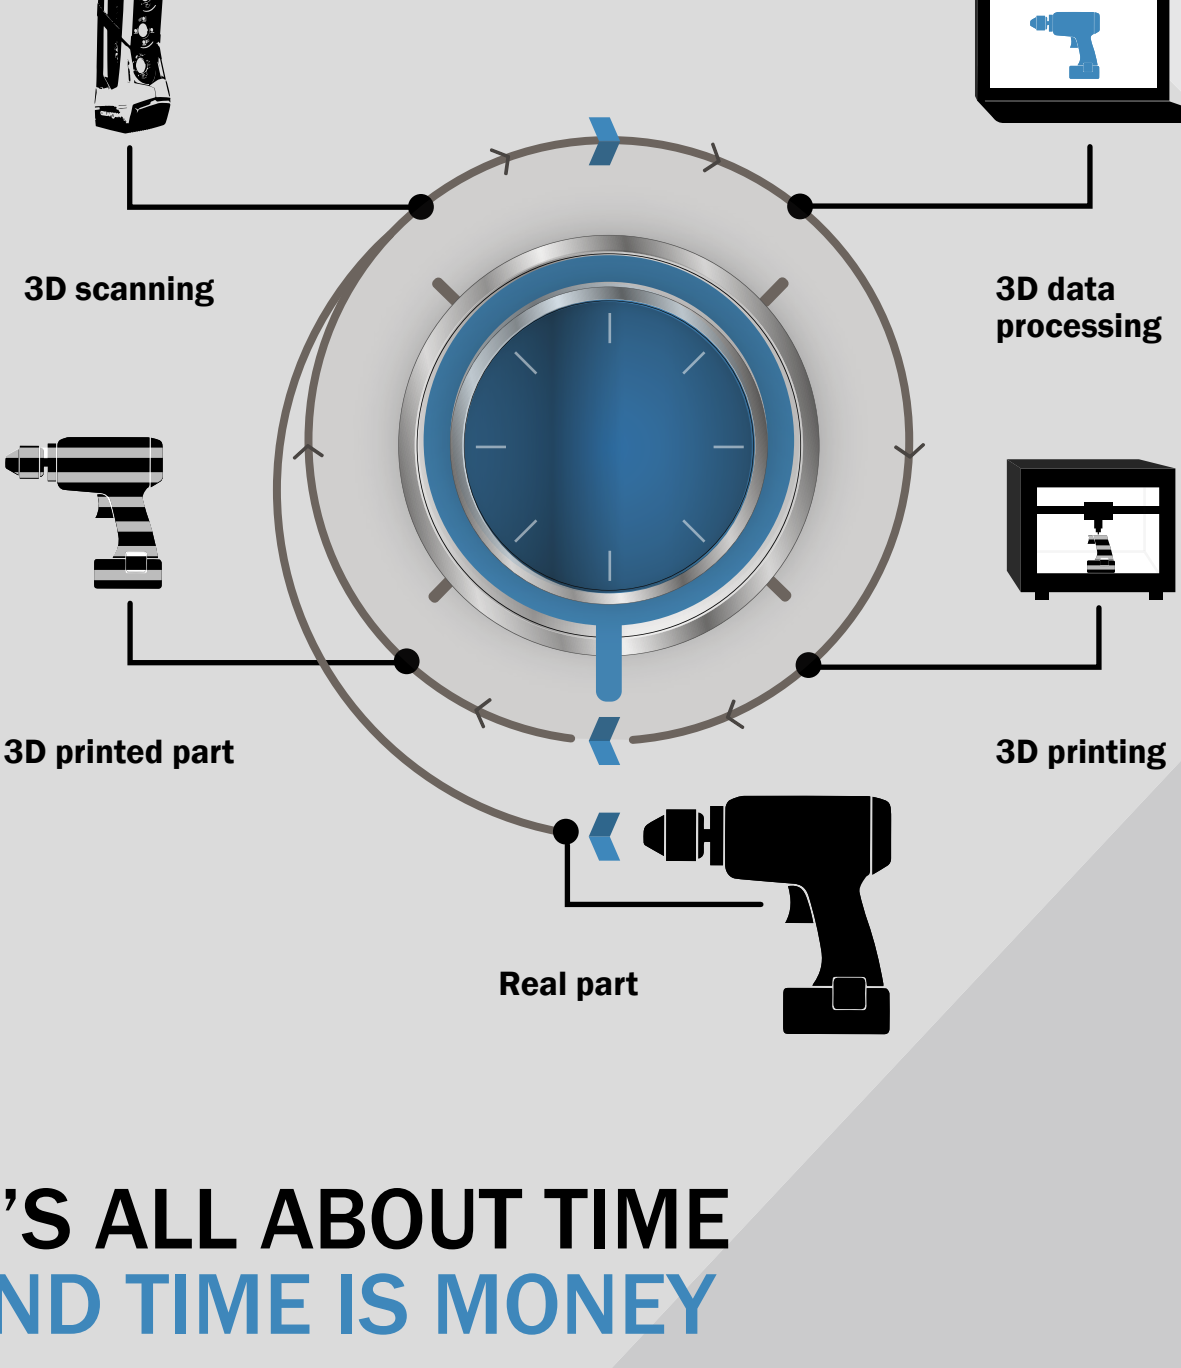 3D scanning
3D data
processing
3D printed part
3D printing
Real part
’S ALL ABOUT TIME
ND TIME IS MONEY